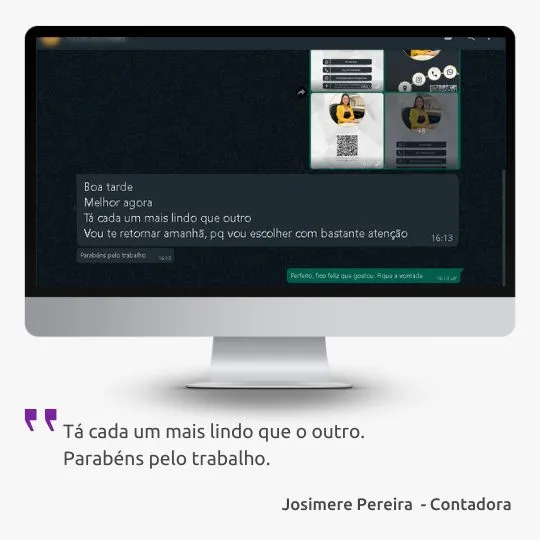 +8
Boa tarde
Melhor agora
Tá cada um mais lindo que outro
Vou te retornar amanhã, pq vou escolher com bastante atenção
16:13
Parabéns pelo trabalho
16:13
Perfeito, fico feliz que gostou. Fique a vontade
Tá cada um mais lindo que o outro.
Parabéns pelo trabalho.
Josimere Pereira - Contadora